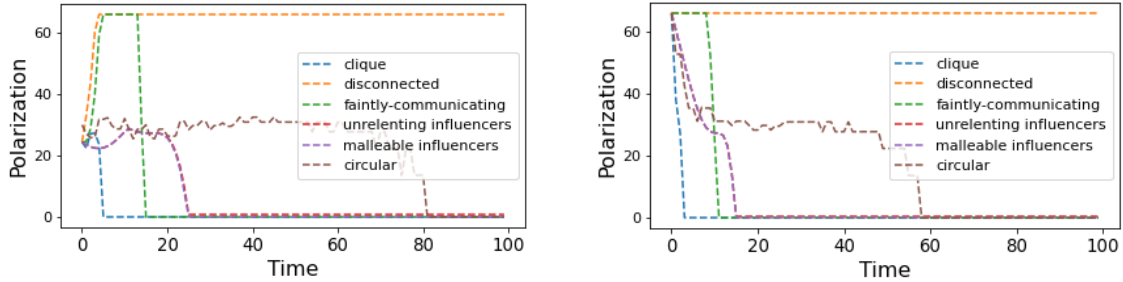 Polarization
60
40
20
0
clique
disconnected
faintly-communicating
unrelenting influencers
malleable influencers
circular
0 20 40 60 80 100
Time
Polarization
60
40
20
0
clique
disconnected
faintly-communicating
unrelenting influencers
malleable influencers
circular
0 20 40 60 80 100
Time